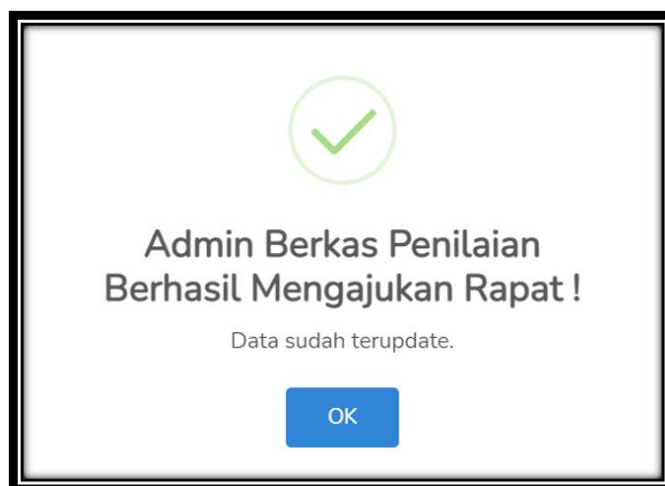 Admin Berkas Penilaian
Berhasil Mengajukan Rapat !
Data sudah terupdate.
OK